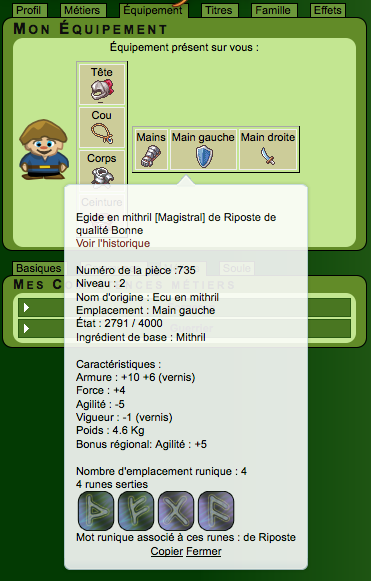 Profil Métiers Équipement Titres Famille Effets
Mon Équipement
Équipement présent sur vous :
Tête
Cou
Corps
Ceinture
Mains Main gauche Main droite
Egide en mithril [Magistral] de Riposte de
qualité Bonne
Voir l'historique
Numéro de la pièce :735
Niveau : 2
Nom d'origine : Ecu en mithril
Emplacement : Main gauche
État : 2791 / 4000
Ingrédient de base : Mithril
Caractéristiques :
Armure : +10 +6 (vernis)
Force : +4
Agilité : -5
Vigueur : -1 (vernis)
Poids : 4.6 Kg
Bonus régional: Agilité : +5
Nombre d'emplacement runique : 4
4 runes serties
Mot runique associé à ces runes : de Riposte
Copier Fermer
Basiques Soule
Mes Co métiers